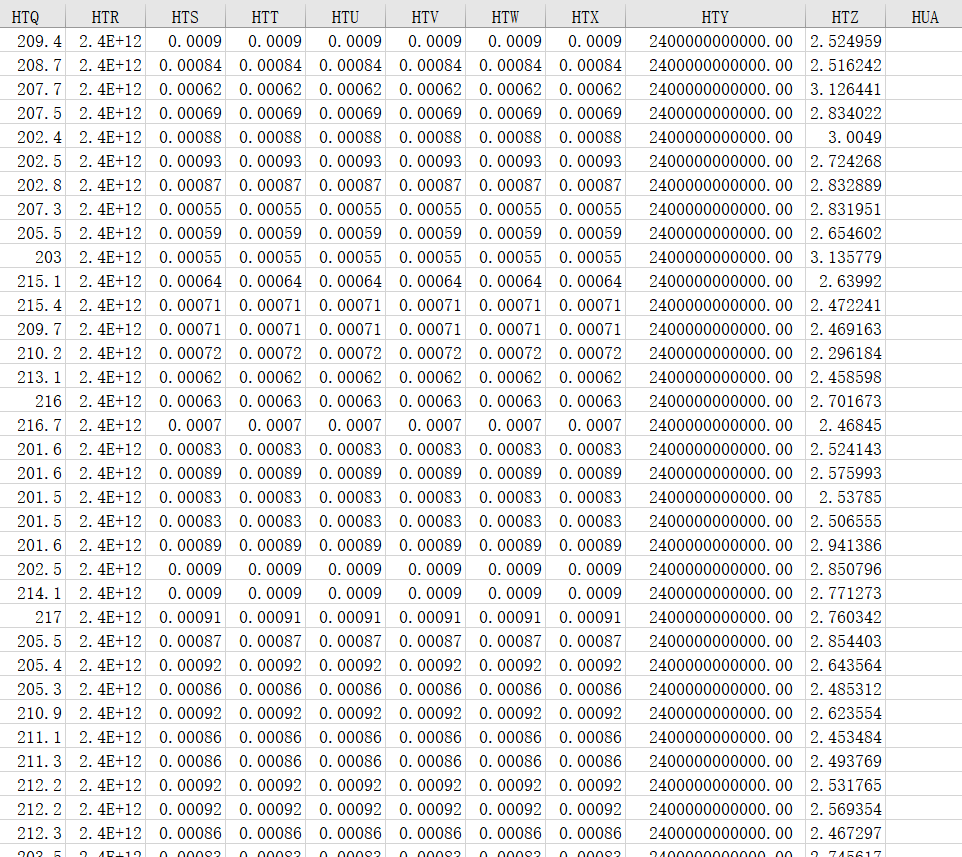 HTQ HTR HTS HTT HTU HTV HTW HTX HTY HTZ HUA
209.4 2.4E+12 0.0009 0.0009 0.0009 0.0009 0.0009 0.0009 2400000000000.00 2.524959
208.7 2.4E+12 0.00084 0.00084 0.00084 0.00084 0.00084 0.00084 2400000000000.00 2.516242
207.7 2.4E+12 0.00062 0.00062 0.00062 0.00062 0.00062 0.00062 2400000000000.00 3.126441
207.5 2.4E+12 0.00069 0.00069 0.00069 0.00069 0.00069 0.00069 2400000000000.00 2.834022
202.4 2.4E+12 0.00088 0.00088 0.00088 0.00088 0.00088 0.00088 2400000000000.00 3.0049
202.5 2.4E+12 0.00093 0.00093 0.00093 0.00093 0.00093 0.00093 2400000000000.00 2.724268
202.8 2.4E+12 0.00087 0.00087 0.00087 0.00087 0.00087 0.00087 2400000000000.00 2.832889
207.3 2.4E+12 0.00055 0.00055 0.00055 0.00055 0.00055 0.00055 2400000000000.00 2.831951
205.5 2.4E+12 0.00059 0.00059 0.00059 0.00059 0.00059 0.00059 2400000000000.00 2.654602
203 2.4E+12 0.00055 0.00055 0.00055 0.00055 0.00055 0.00055 2400000000000.00 3.135779
215.1 2.4E+12 0.00064 0.00064 0.00064 0.00064 0.00064 0.00064 2400000000000.00 2.63992
215.4 2.4E+12 0.00071 0.00071 0.00071 0.00071 0.00071 0.00071 2400000000000.00 2.472241
209.7 2.4E+12 0.00071 0.00071 0.00071 0.00071 0.00071 0.00071 2400000000000.00 2.469163
210.2 2.4E+12 0.00072 0.00072 0.00072 0.00072 0.00072 0.00072 2400000000000.00 2.296184
213.1 2.4E+12 0.00062 0.00062 0.00062 0.00062 0.00062 0.00062 2400000000000.00 2.458598
216 2.4E+12 0.00063 0.00063 0.00063 0.00063 0.00063 0.00063 2400000000000.00 2.701673
216.7 2.4E+12 0.0007 0.0007 0.0007 0.0007 0.0007 0.0007 2400000000000.00 2.46845
201.6 2.4E+12 0.00083 0.00083 0.00083 0.00083 0.00083 0.00083 2400000000000.00 2.524143
201.6 2.4E+12 0.00089 0.00089 0.00089 0.00089 0.00089 0.00089 2400000000000.00 2.575993
201.5 2.4E+12 0.00083 0.00083 0.00083 0.00083 0.00083 0.00083 2400000000000.00 2.53785
201.5 2.4E+12 0.00083 0.00083 0.00083 0.00083 0.00083 0.00083 2400000000000.00 2.506555
201.6 2.4E+12 0.00089 0.00089 0.00089 0.00089 0.00089 0.00089 2400000000000.00 2.941386
202.5 2.4E+12 0.0009 0.0009 0.0009 0.0009 0.0009 0.0009 2400000000000.00 2.850796
214.1 2.4E+12 0.0009 0.0009 0.0009 0.0009 0.0009 0.0009 2400000000000.00 2.771273
217 2.4E+12 0.00091 0.00091 0.00091 0.00091 0.00091 0.00091 2400000000000.00 2.760342
205.5 2.4E+12 0.00087 0.00087 0.00087 0.00087 0.00087 0.00087 2400000000000.00 2.854403
205.4 2.4E+12 0.00092 0.00092 0.00092 0.00092 0.00092 0.00092 2400000000000.00 2.643564
205.3 2.4E+12 0.00086 0.00086 0.00086 0.00086 0.00086 0.00086 2400000000000.00 2.485312
210.9 2.4E+12 0.00092 0.00092 0.00092 0.00092 0.00092 0.00092 2400000000000.00 2.623554
211.1 2.4E+12 0.00086 0.00086 0.00086 0.00086 0.00086 0.00086 2400000000000.00 2.453484
211.3 2.4E+12 0.00086 0.00086 0.00086 0.00086 0.00086 0.00086 2400000000000.00 2.493769
212.2 2.4E+12 0.00092 0.00092 0.00092 0.00092 0.00092 0.00092 2400000000000.00 2.531765
212.2 2.4E+12 0.00092 0.00092 0.00092 0.00092 0.00092 0.00092 2400000000000.00 2.569354
212.3 2.4E+12 0.00086 0.00086 0.00086 0.00086 0.00086 0.00086 2400000000000.00 2.467297